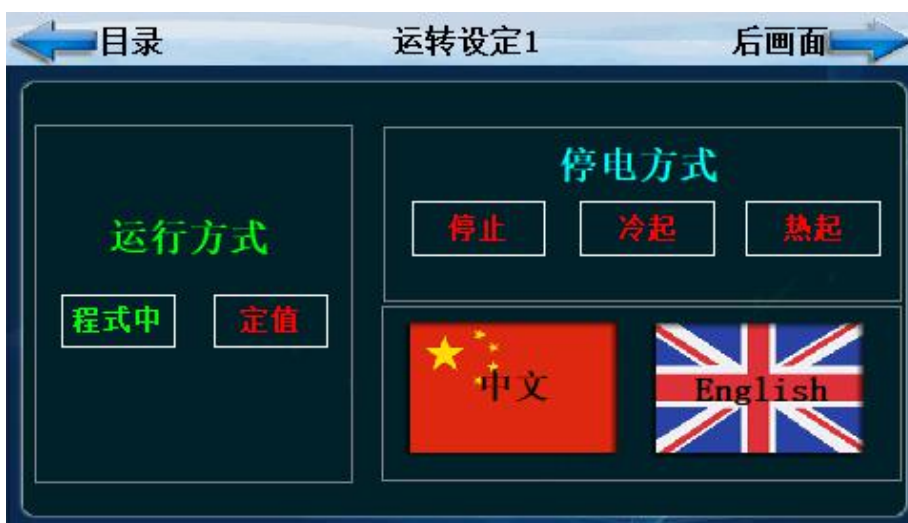 目录 运转设定1 后画面
运行方式
程式中 定值
停电方式
停止 冷起 热起
中文 English